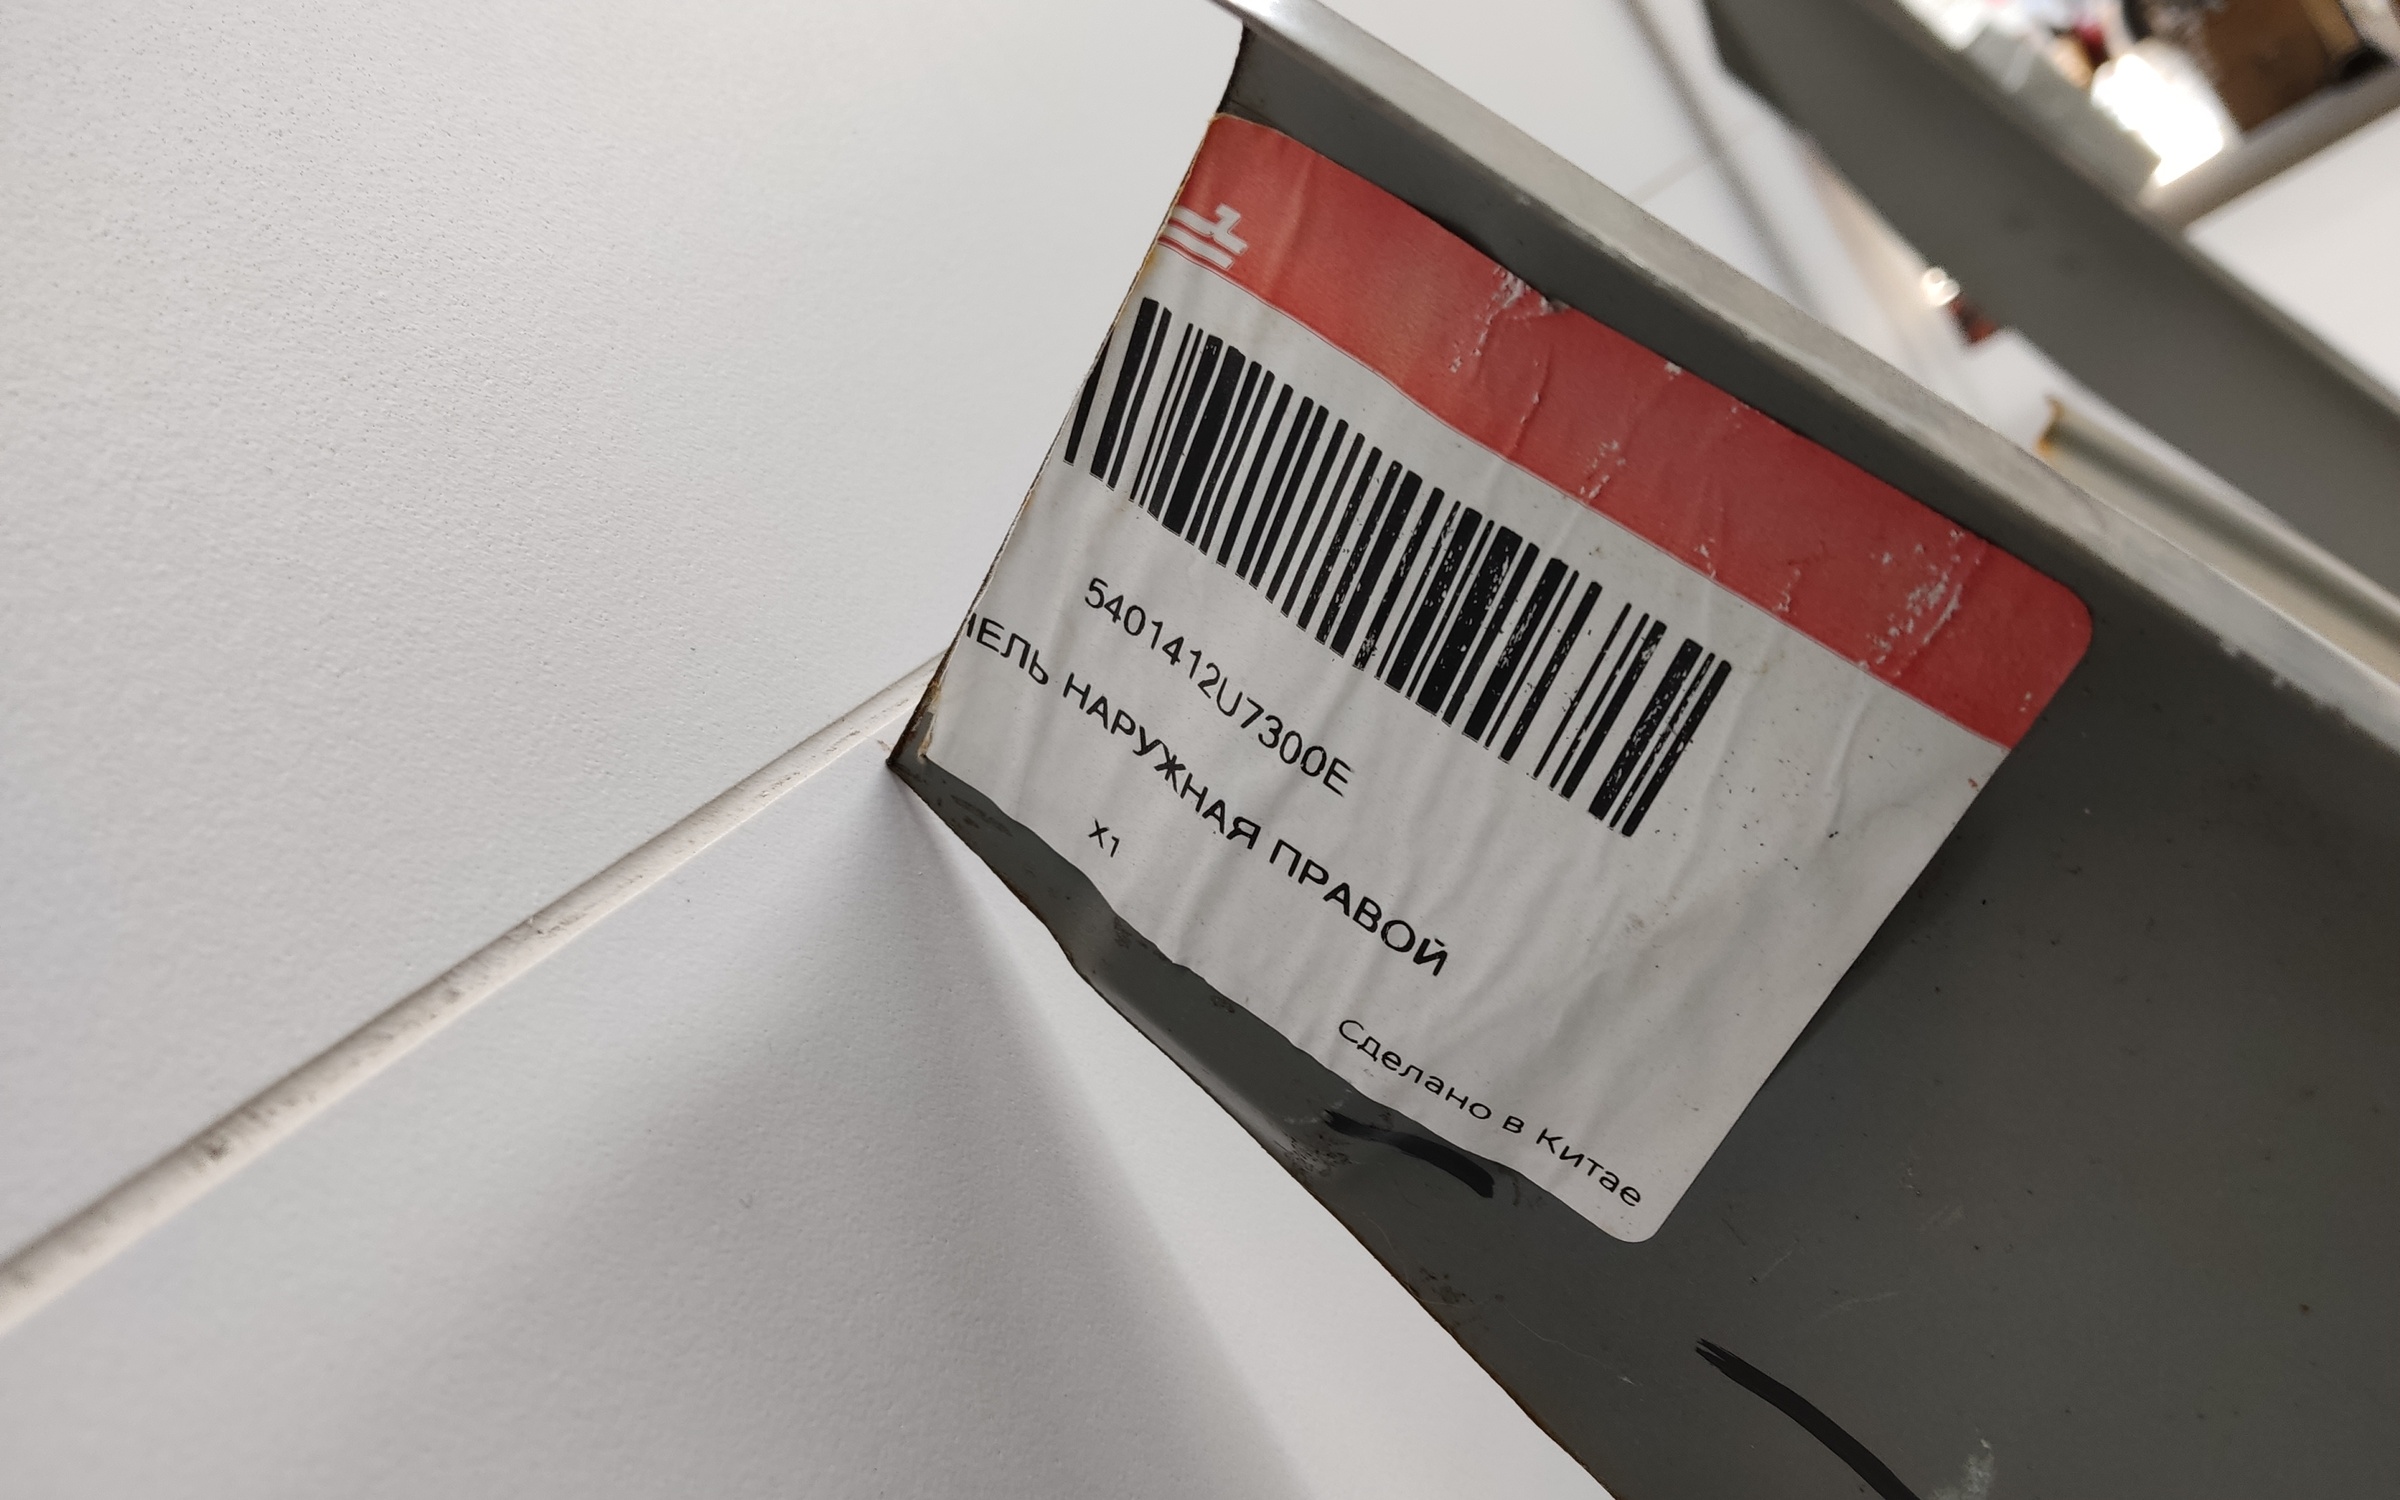 5401412U7300E
НЕЛЬ НАРУЖНАЯ ПРАВОЙ
X1
Сделано в Китае